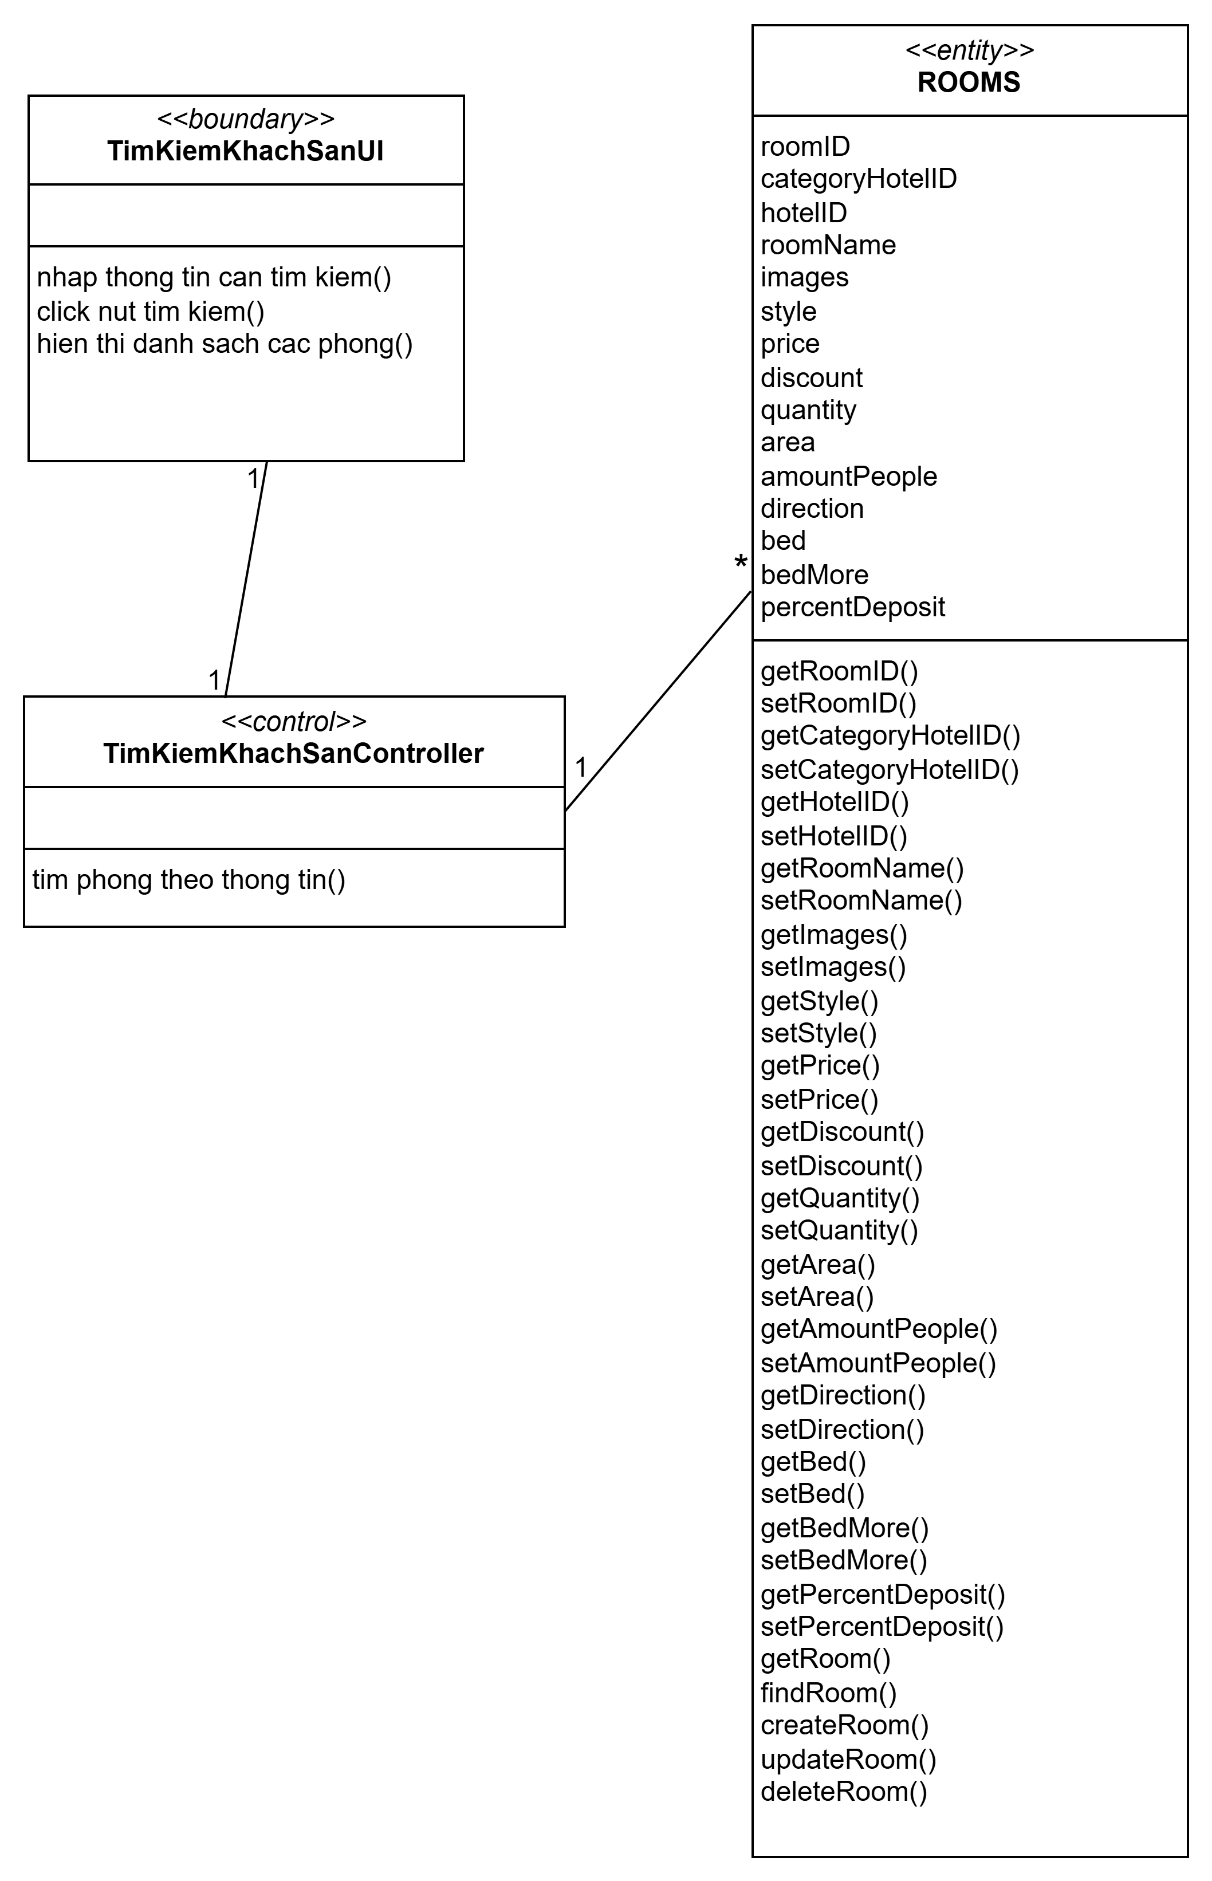 <<boundary>>
TimKiemKhachSanUI
nhap thong tin can tim kiem()
click nut tim kiem()
hien thi danh sach cac phong()
1
1
<<control>>
TimKiemKhachSanController
tim phong theo thong tin()
1
*
<<entity>>
ROOMS
roomID
categoryHotelID
hotelID
roomName
images
style
price
discount
quantity
area
amountPeople
direction
bed
bedMore
percentDeposit
getRoomID()
setRoomID()
getCategoryHotelID()
setCategoryHotelID()
getHotelID()
setHotelID()
getRoomName()
setRoomName()
getImages()
setImages()
getStyle()
setStyle()
getPrice()
setPrice()
getDiscount()
setDiscount()
getQuantity()
setQuantity()
getArea()
setArea()
getAmountPeople()
setAmountPeople()
getDirection()
setDirection()
getBed()
setBed()
getBedMore()
setBedMore()
getPercentDeposit()
setPercentDeposit()
getRoom()
findRoom()
createRoom()
updateRoom()
deleteRoom()